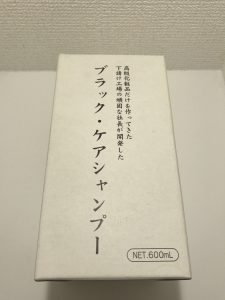 高級化粧品だけを作ってきた
下請け工場の頑固な社長が開発した
ブラック・ケアシャンプー
NET.600mL